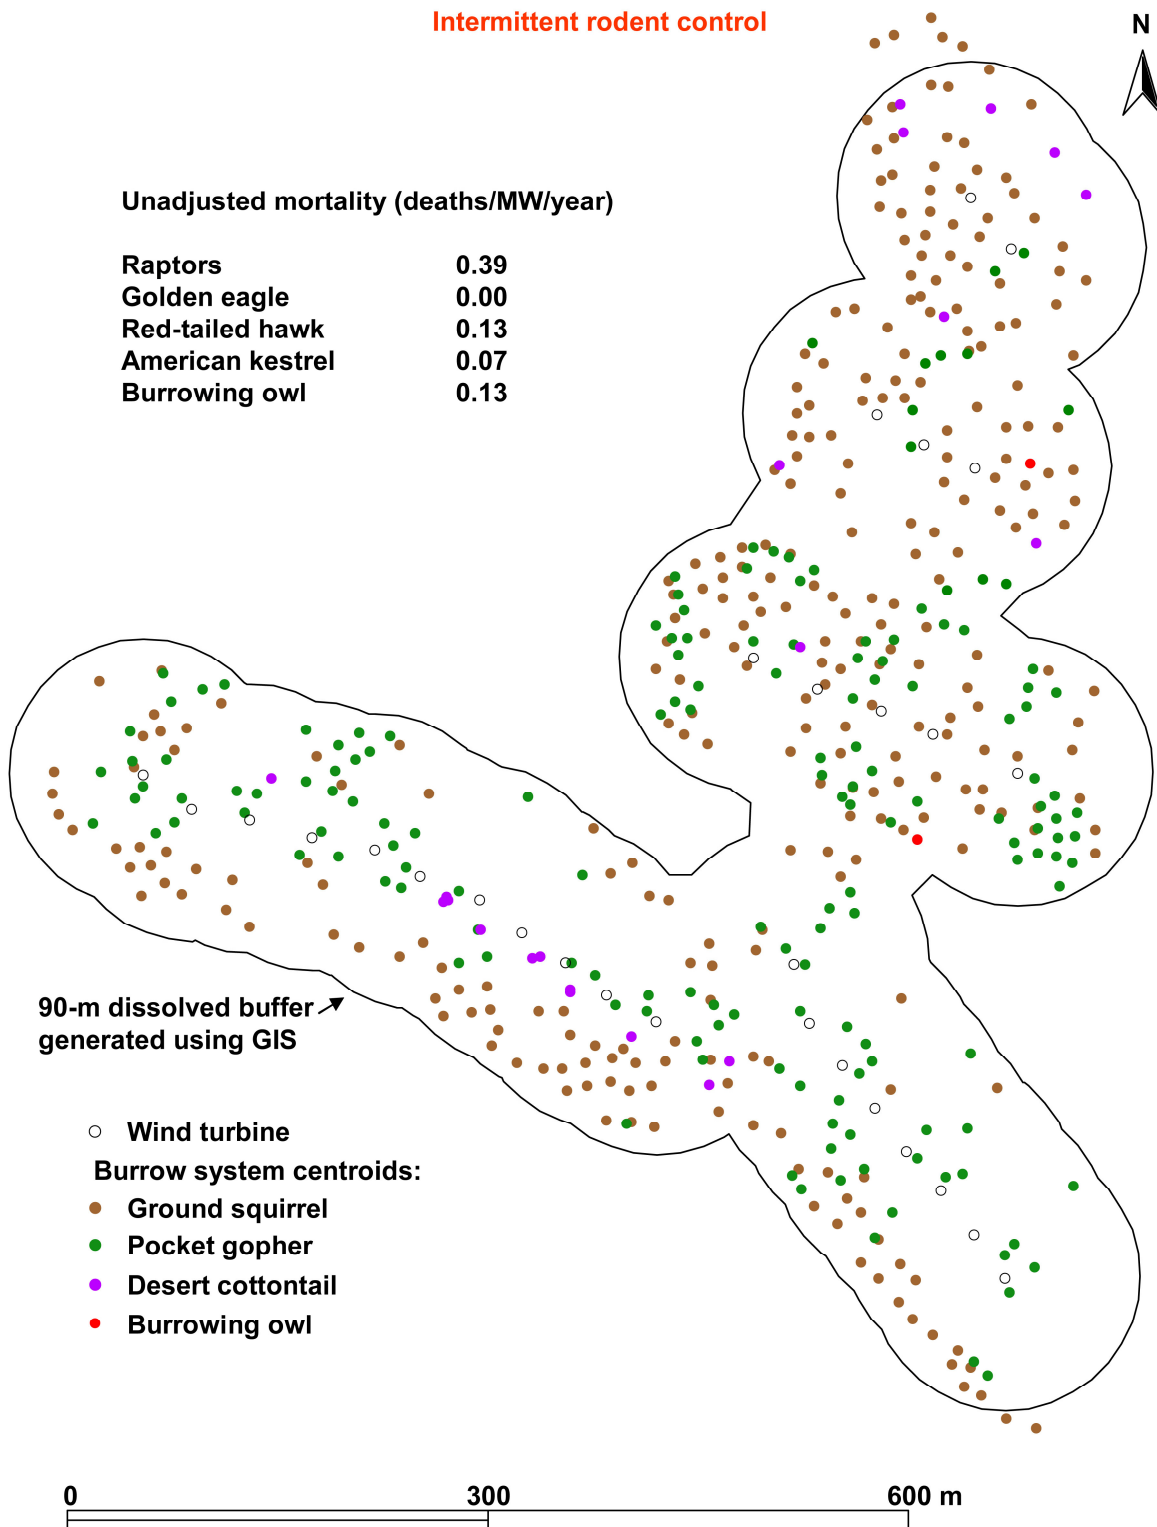 Intermittent rodent control
N
Unadjusted mortality (deaths/MW/year)
Raptors 0.39
Golden eagle 0.00
Red-tailed hawk 0.13
American kestrel 0.07
Burrowing owl 0.13
90-m dissolved buffer
generated using GIS
Wind turbine
Burrow system centroids:
Ground squirrel
Pocket gopher
Desert cottontail
Burrowing owl
0 300 600 m